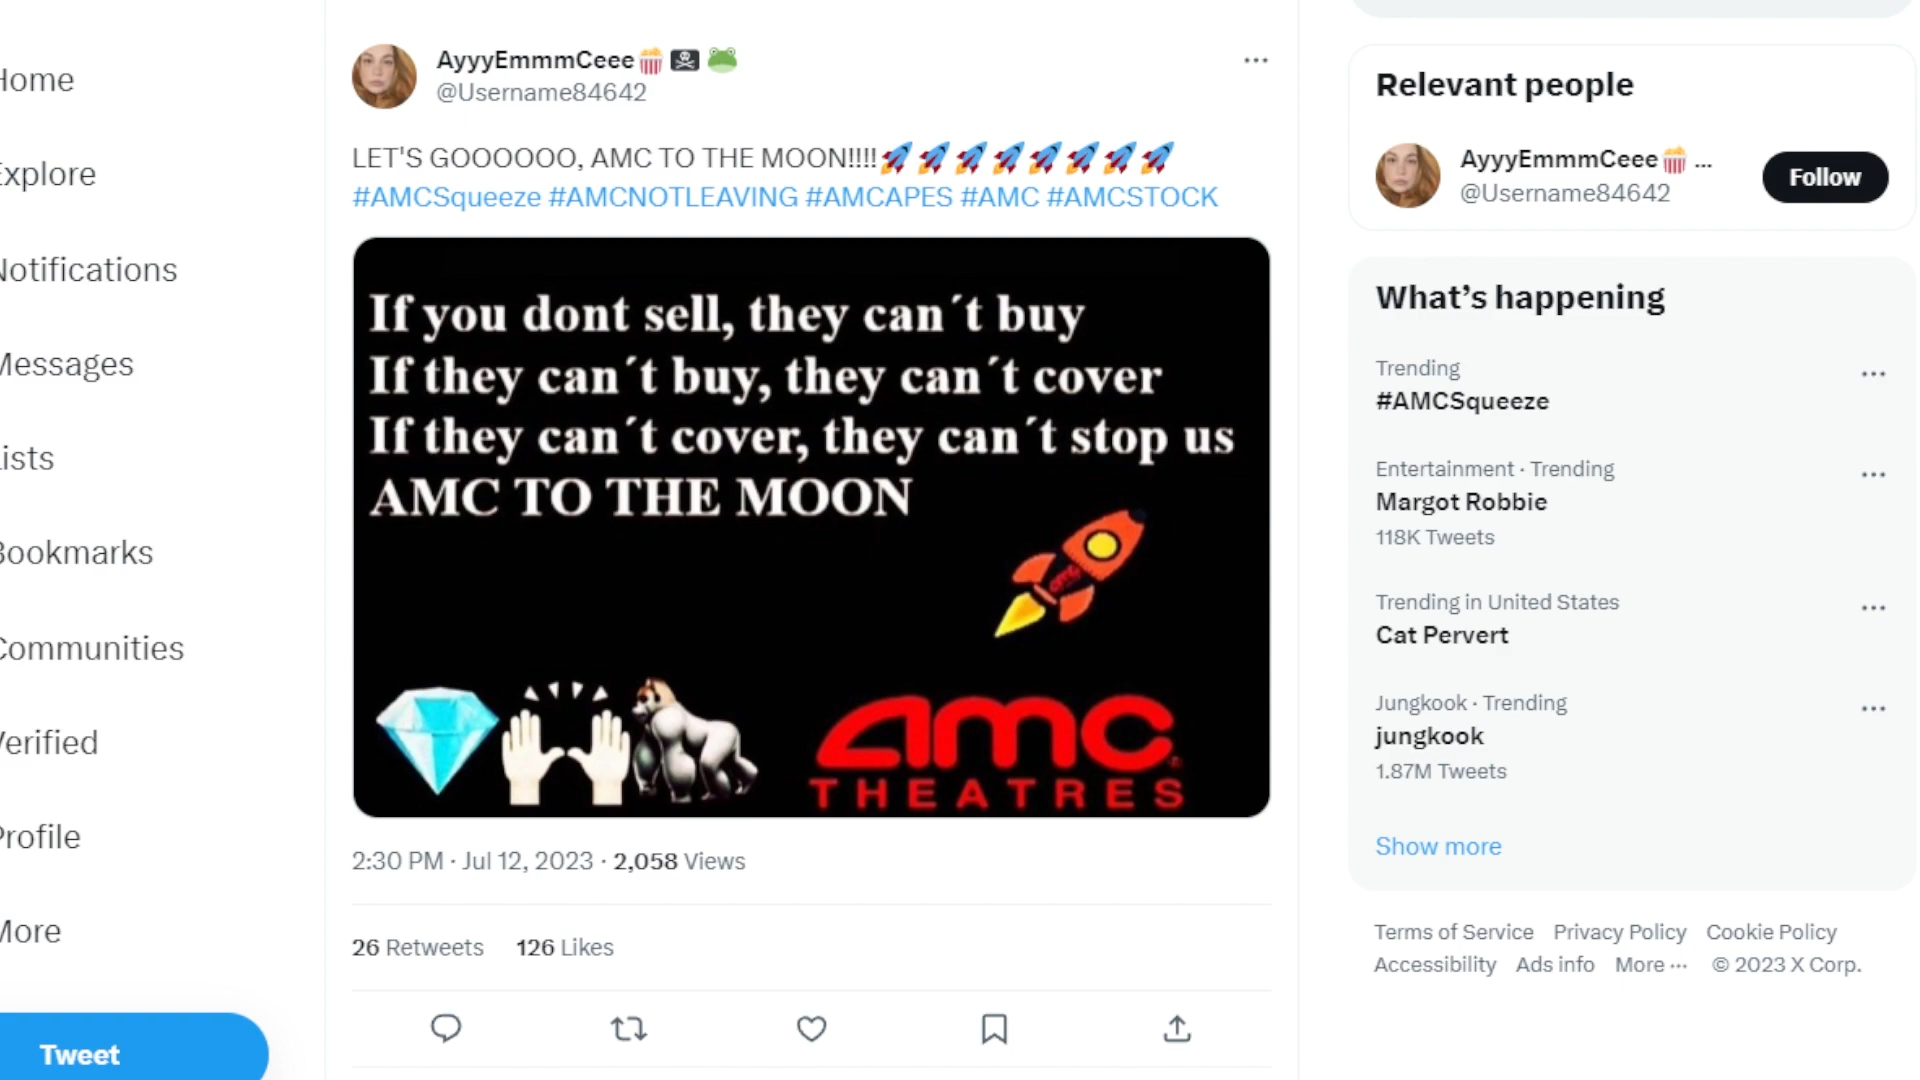 Home
Explore
Notifications
Messages
Lists
Bookmarks
Communities
Verified
Profile
More
Tweet
AyyyEmmmCeee🍿🏴‍☠️🐸
@Username84642
LET'S GOOOOOO, AMC TO THE MOON!!!!🚀🚀🚀🚀🚀🚀🚀🚀
#AMCSqueeze #AMCNOTLEAVING #AMCAPES #AMC #AMCSTOCK
If you dont sell, they can´t buy
If they can´t buy, they can´t cover
If they can´t cover, they can´t stop us
AMC TO THE MOON
amc
amc
THEATRES
2:30 PM · Jul 12, 2023 · 2,058 Views
26 Retweets 126 Likes
Relevant people
AyyyEmmmCeee🍿 ...
@Username84642
Follow
What’s happening
Trending
#AMCSqueeze
Entertainment · Trending
Margot Robbie
118K Tweets
Trending in United States
Cat Pervert
Jungkook · Trending
jungkook
1.87M Tweets
Show more
Terms of Service Privacy Policy Cookie Policy
Accessibility Ads info More ··· © 2023 X Corp.